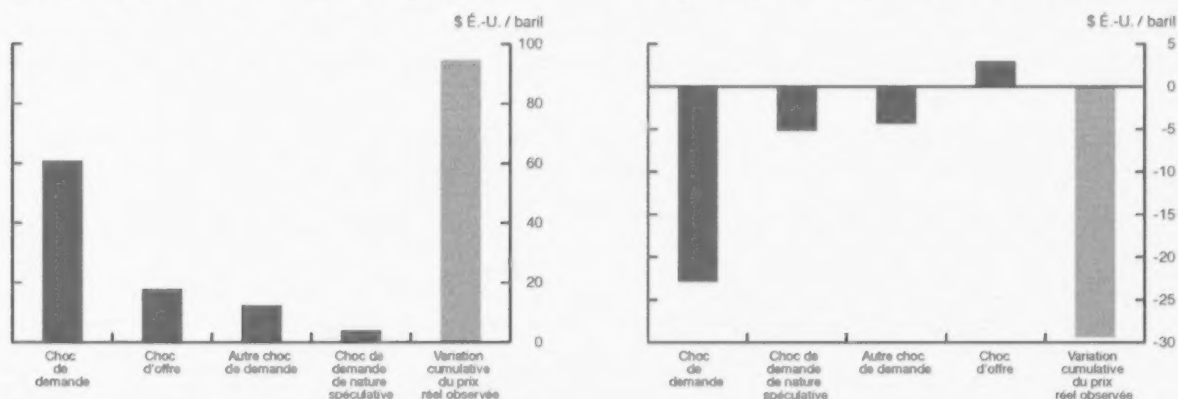 $ É.-U. / baril
100
80
60
40
20
0
Choc
de
demande
Choc
d'offre
Autre choc
de demande
Choc de
demande
de nature
spéculative
Variation
cumulative
du prix
réel observée
$ É.-U. / baril
5
0
-5
-10
-15
-20
-25
-30
Choc
de
demande
Choc de
demande
de nature
spéculative
Autre choc
de demande
Choc
d'offre
Variation
cumulative
du prix
réel observée